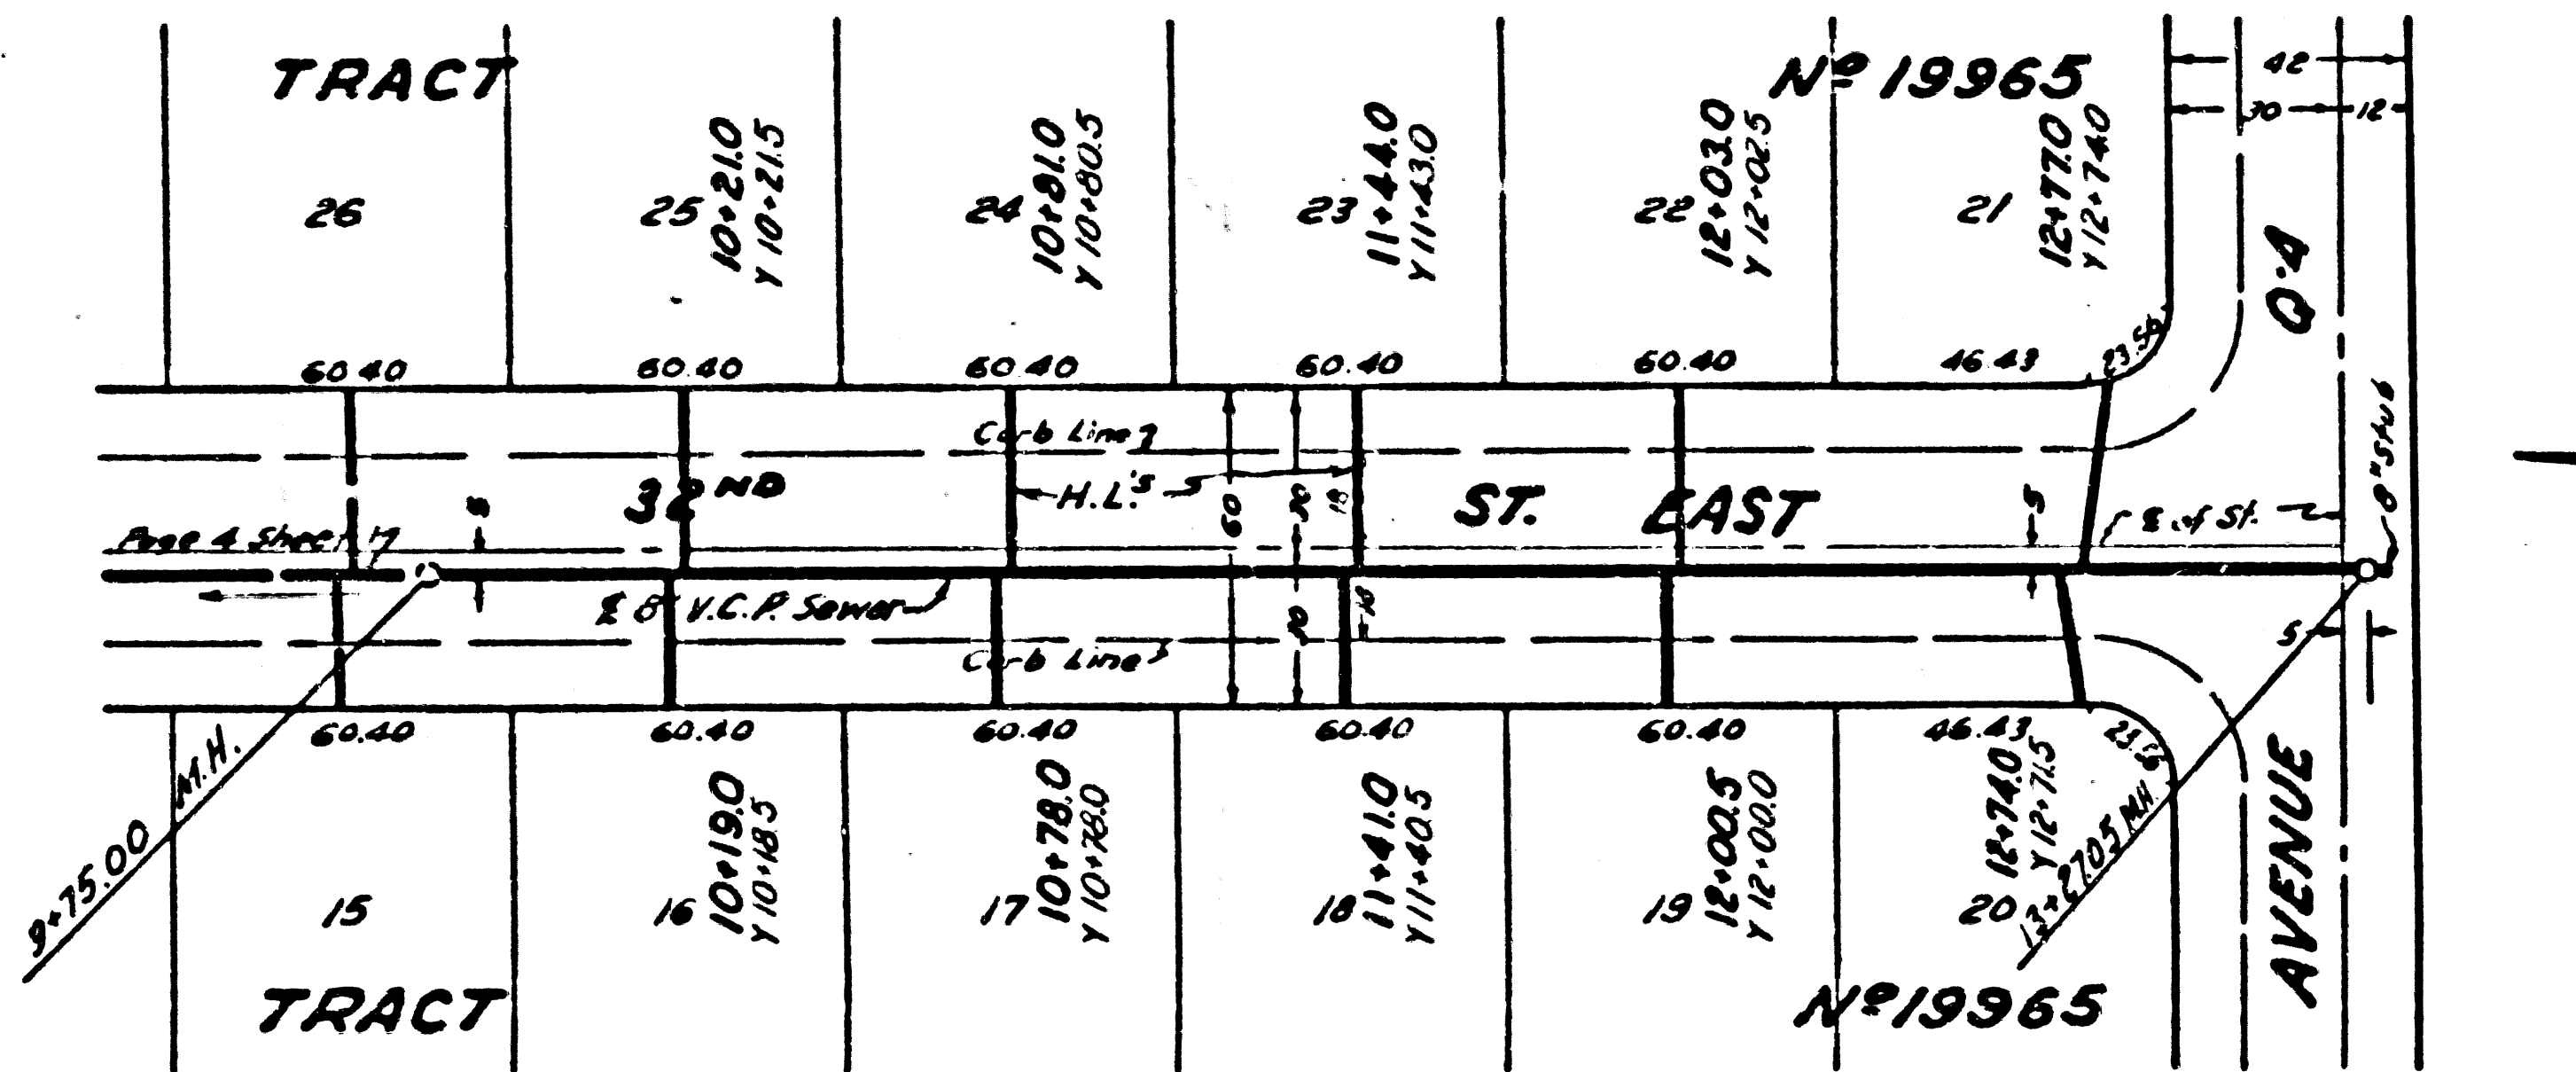 TRACT
Nº 19965
42
30
12
10+21.0
Y 10+21.5
10+81.0
Y 10+80.5
11+44.0
Y 11+43.0
12+03.0
Y 12+02.5
12+77.0
Y 12+74.0
26
25
24
23
22
21
Q-4
60.40
60.40
60.40
60.40
60.40
46.43
23.56
8" Stub
Curb Line
32ND
H.L.'s
60
30
18
ST.
EAST
5
5
℄ of St.
Page 4 Sheet 17
℄ 8" V.C.P. Sewer
30
10
Curb Line
5
60.40
60.40
60.40
60.40
60.40
46.43
23.56
M.H.
9+75.00
10+19.0
Y 10+18.5
10+78.0
Y 10+78.0
11+41.0
Y 11+40.5
12+00.5
Y 12+00.0
12+74.0
Y 12+71.5
13+27.05 M.H.
15
16
17
18
19
20
AVENUE
TRACT
Nº 19965